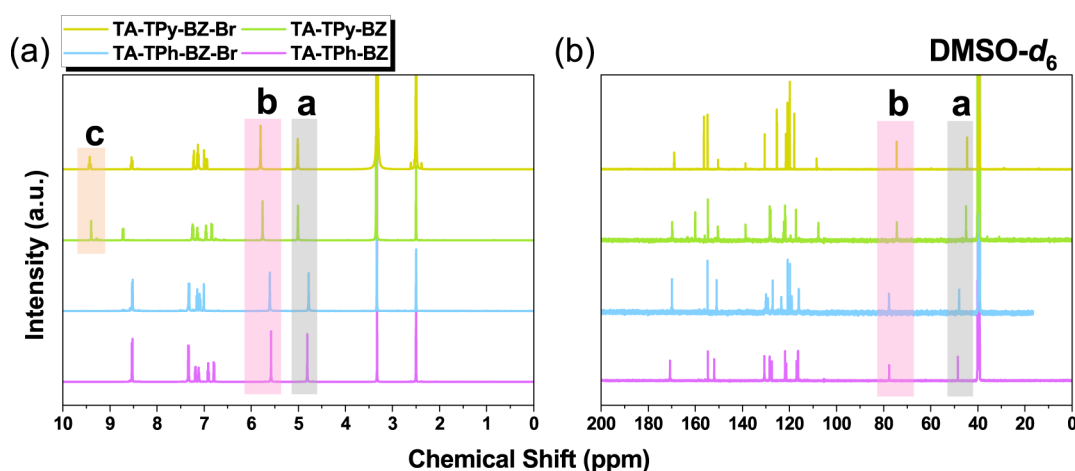 TA-TPy-BZ-Br TA-TPy-BZ
TA-TPh-BZ-Br TA-TPh-BZ
(a)
(b)
DMSO-d6
c
b
a
b
a
Intensity (a.u.)
10 9 8 7 6 5 4 3 2 1 0
200 180 160 140 120 100 80 60 40 20 0
Chemical Shift (ppm)